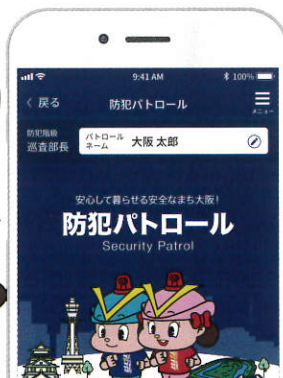 9:41 AM 100%
戻る 防犯パトロール
メニュー
防犯階級
巡査部長
パトロール
ネーム
大阪 太郎
安心して暮らせる安全なまち大阪!
防犯パトロール
Security Patrol